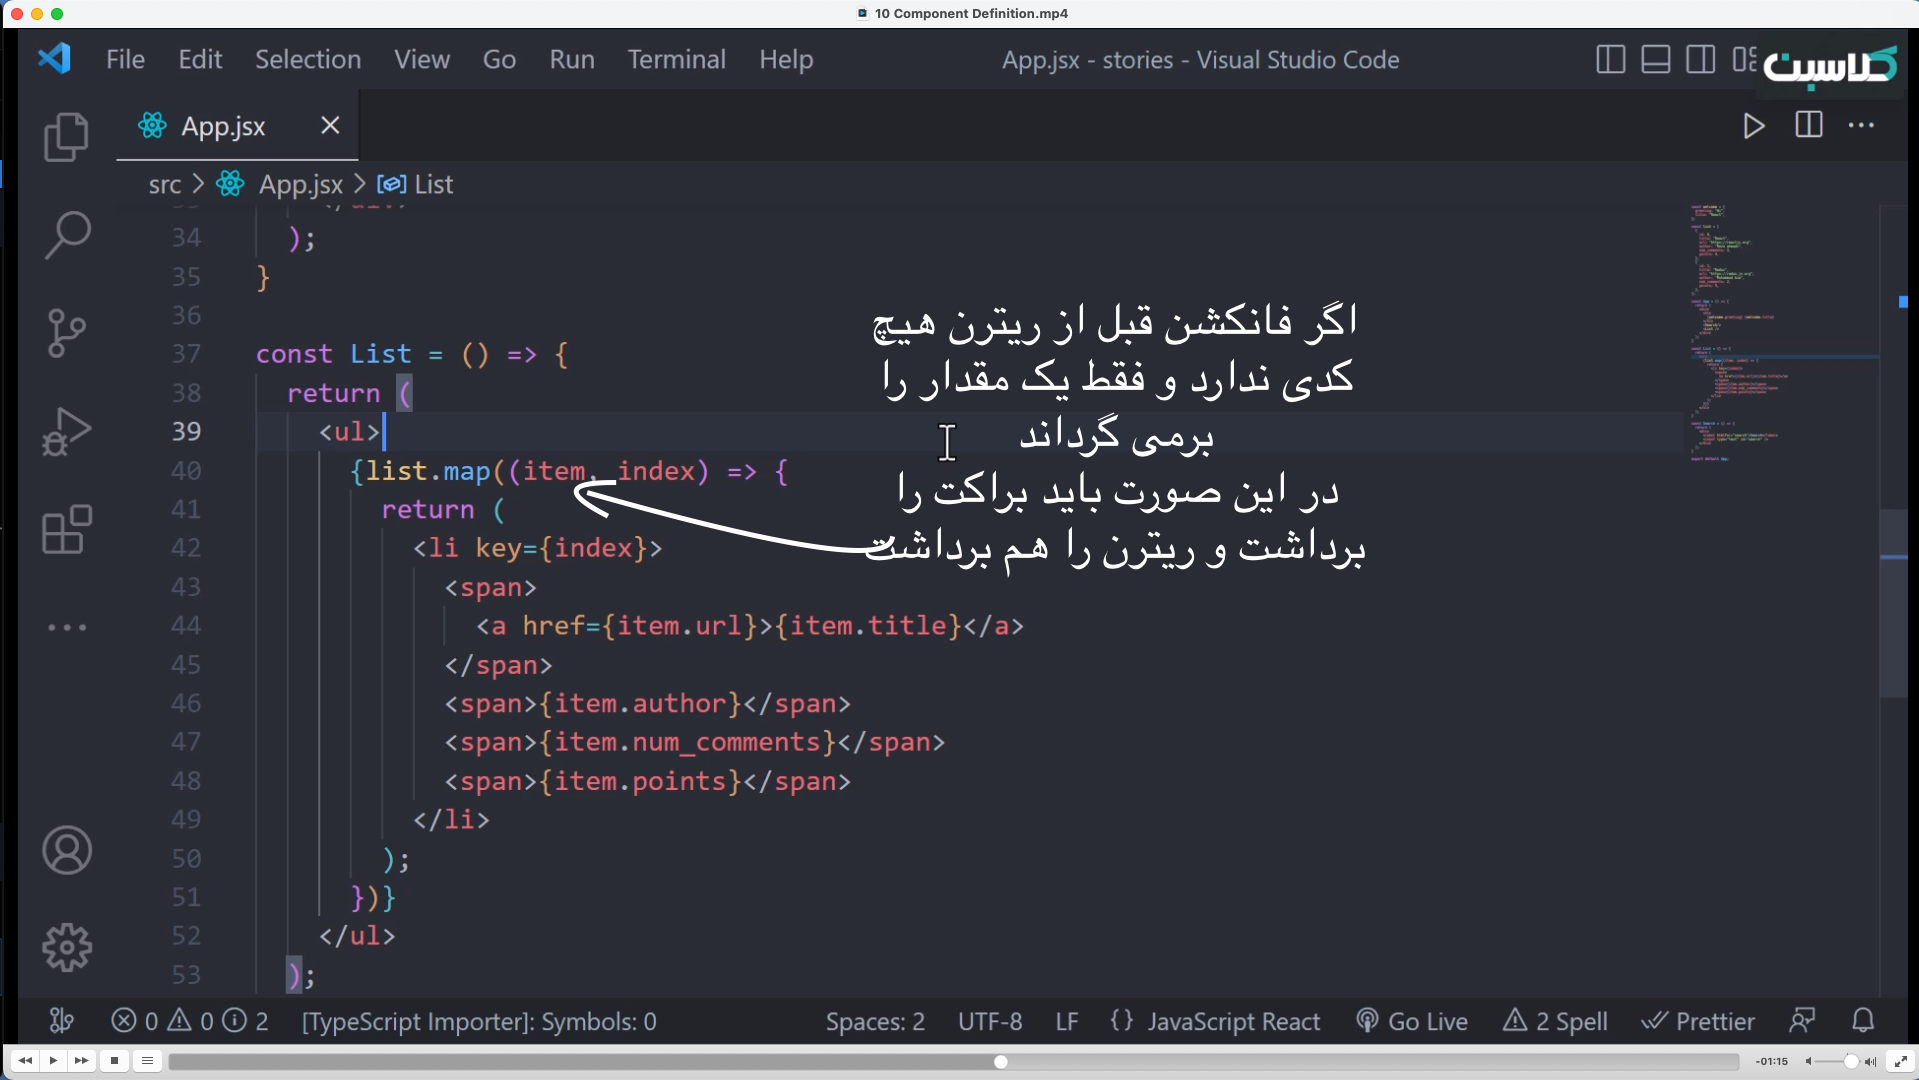 10 Component Definition.mp4
File Edit Selection View Go Run Terminal Help
App.jsx - stories - Visual Studio Code
کلاسیت
App.jsx
src > App.jsx > List
34 );
35 }
36
37 const List = () => {
38 return (
39 <ul>
40 {list.map((item, index) => {
41 return (
42 <li key={index}>
43 <span>
44 <a href={item.url}>{item.title}</a>
45 </span>
46 <span>{item.author}</span>
47 <span>{item.num_comments}</span>
48 <span>{item.points}</span>
49 </li>
50 );
51 })}
52 </ul>
53 );
اگر فانکشن قبل از ریترن هیچ
کدی ندارد و فقط یک مقدار را
برمی گرداند
در این صورت باید براکت را
برداشت و ریترن را هم برداشت
0 0 2 [TypeScript Importer]: Symbols: 0 Spaces: 2 UTF-8 LF {} JavaScript React Go Live 2 Spell Prettier
-01:15